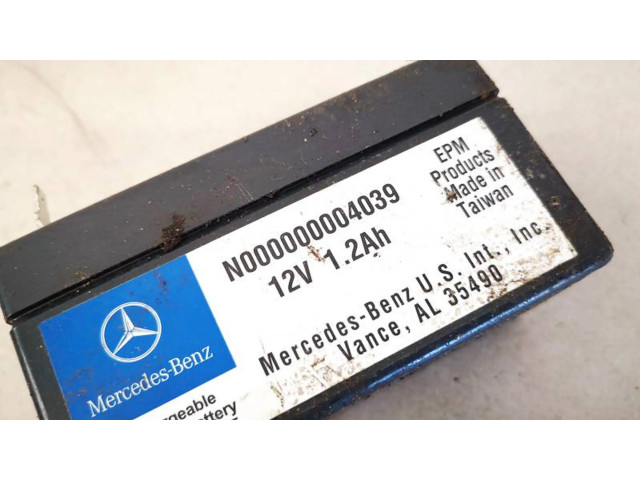 N000000004039
12V 1.2Ah
EPM
Products
Made in
Taiwan
Mercedes-Benz U.S. Int., Inc.
Vance, AL 35490
Mercedes-Benz